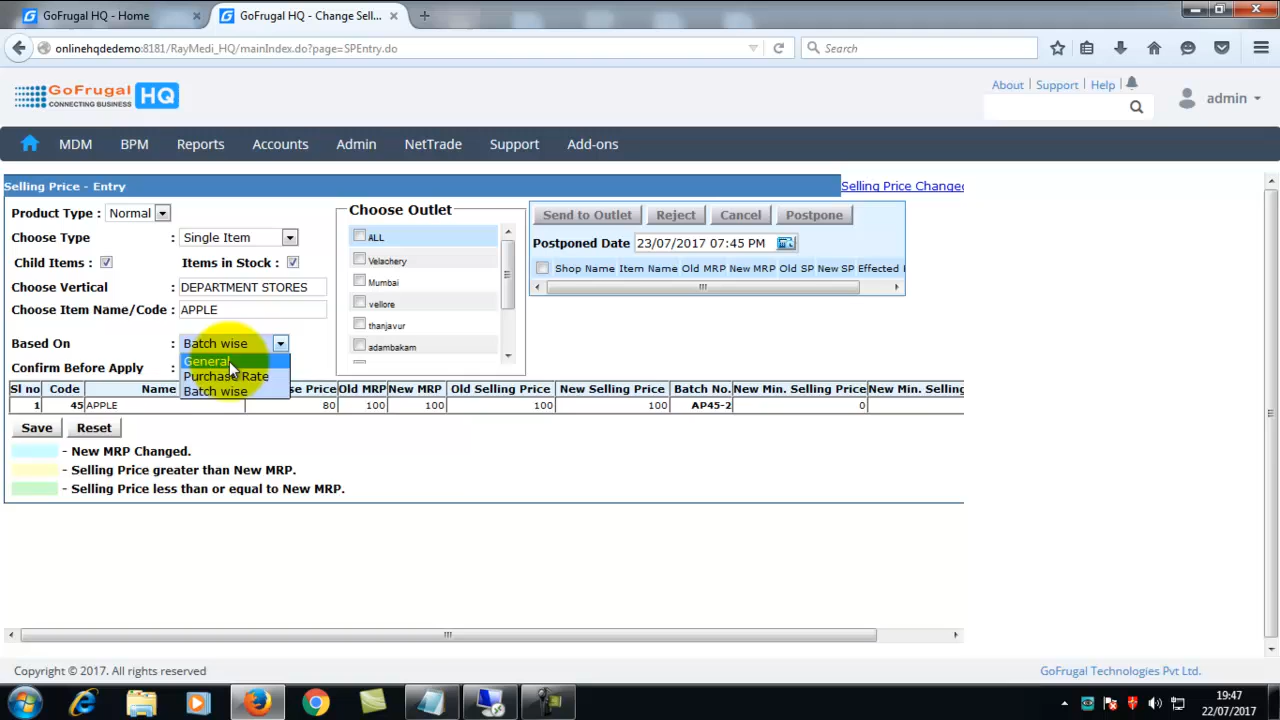 GoFrugal HQ - Home
GoFrugal HQ - Change Sell...
onlinehqdedemo:8181/RayMedi_HQ/mainIndex.do?page=SPEntry.do
Search
GoFrugal
CONNECTING BUSINESS
HQ
About | Support | Help |
admin
MDM BPM Reports Accounts Admin NetTrade Support Add-ons
Selling Price - Entry
Selling Price Changed
Product Type : Normal
Choose Type : Single Item
Child Items : Items in Stock :
Choose Vertical : DEPARTMENT STORES
Choose Item Name/Code : APPLE
Based On : Batch wise
General
Purchase Rate
Batch wise
Confirm Before Apply :
Choose Outlet
ALL
Velachery
Mumbai
vellore
thanjavur
adambakam
Send to Outlet Reject Cancel Postpone
Postponed Date 23/07/2017 07:45 PM
Shop Name Item Name Old MRP New MRP Old SP New SP Effected
Sl no Code Name se Price Old MRP New MRP Old Selling Price New Selling Price Batch No. New Min. Selling Price New Min. Selling
1 45 APPLE 80 100 100 100 100 AP45-2 0
Save Reset
- New MRP Changed.
- Selling Price greater than New MRP.
- Selling Price less than or equal to New MRP.
Copyright © 2017. All rights reserved
GoFrugal Technologies Pvt Ltd.
19:47
22/07/2017